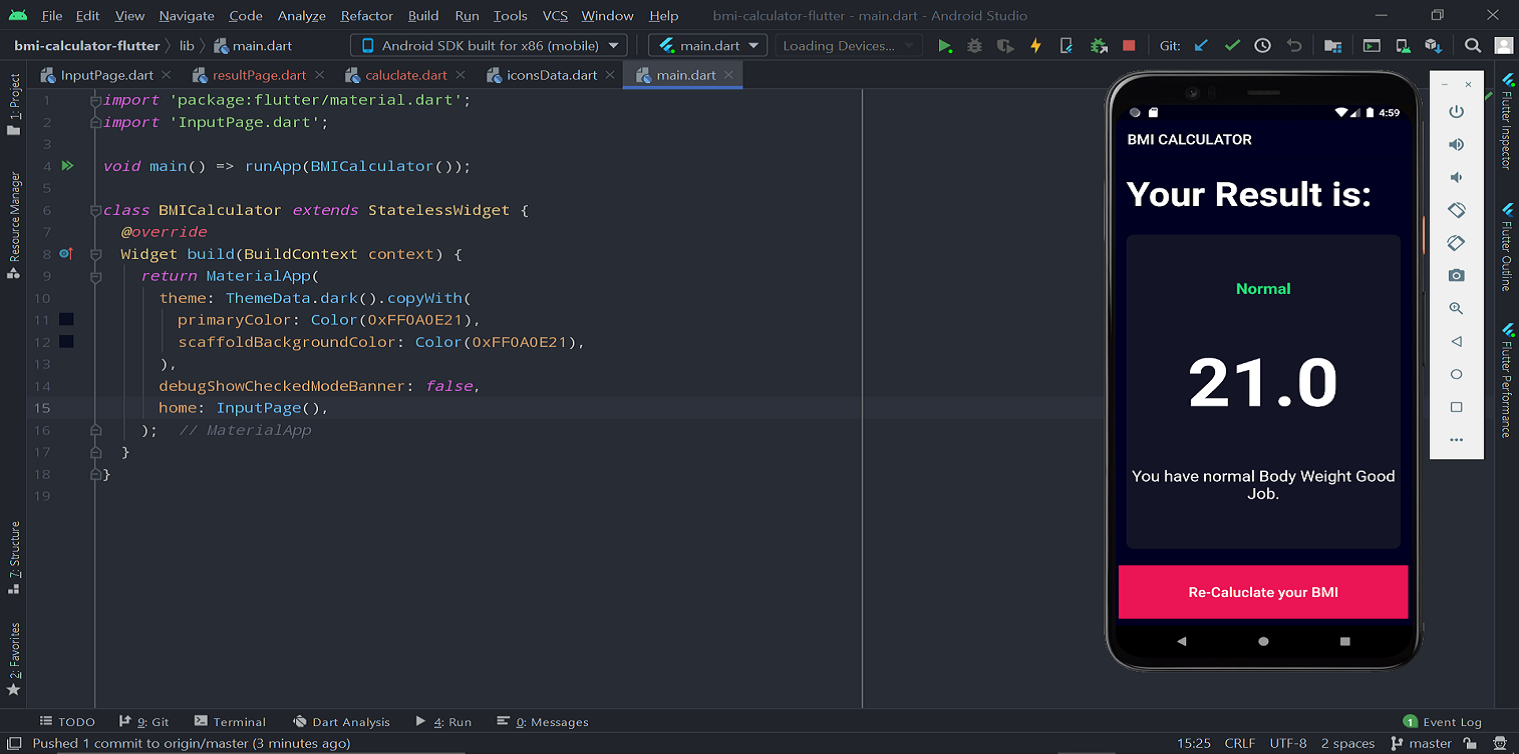 File Edit View Navigate Code Analyze Refactor Build Run Tools VCS Window Help bmi-calculator-flutter - main.dart - Android Studio
bmi-calculator-flutter lib main.dart Android SDK built for x86 (mobile) main.dart Loading Devices... Git:
InputPage.dart resultPage.dart caluclate.dart iconsData.dart main.dart
1: Project
Resource Manager
7: Structure
2: Favorites
1 import 'package:flutter/material.dart';
2 import 'InputPage.dart';
3
4 void main() => runApp(BMICalculator());
5
6 class BMICalculator extends StatelessWidget {
7 @override
8 Widget build(BuildContext context) {
9 return MaterialApp(
10 theme: ThemeData.dark().copyWith(
11 primaryColor: Color(0xFF0A0E21),
12 scaffoldBackgroundColor: Color(0xFF0A0E21),
13 ),
14 debugShowCheckedModeBanner: false,
15 home: InputPage(),
16 ); // MaterialApp
17 }
18 }
19
4:59
BMI CALCULATOR
Your Result is:
Normal
21.0
You have normal Body Weight Good
Job.
Re-Caluclate your BMI
Flutter Inspector
Flutter Outline
Flutter Performance
TODO 9: Git Terminal Dart Analysis 4: Run 0: Messages 1 Event Log
Pushed 1 commit to origin/master (3 minutes ago) 15:25 CRLF UTF-8 2 spaces master